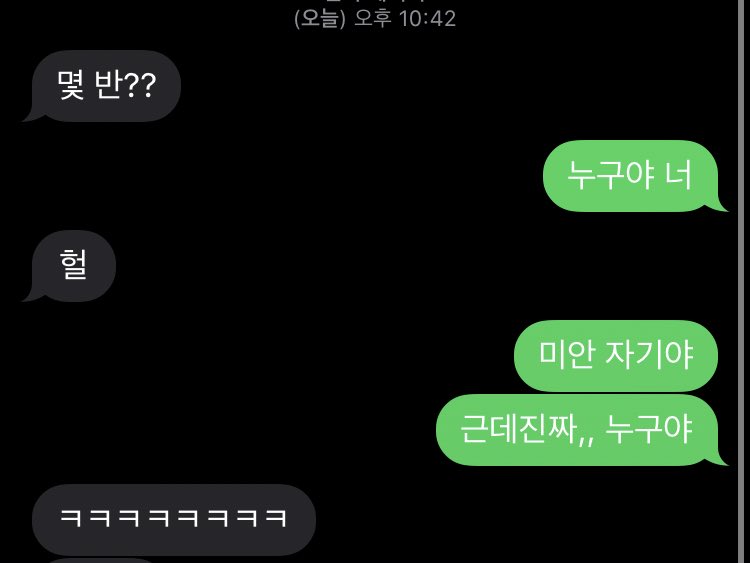 (오늘) 오후 10:42
몇 반??
누구야 너
헐
미안 자기야
근데진짜,, 누구야
ㅋㅋㅋㅋㅋㅋㅋㅋ